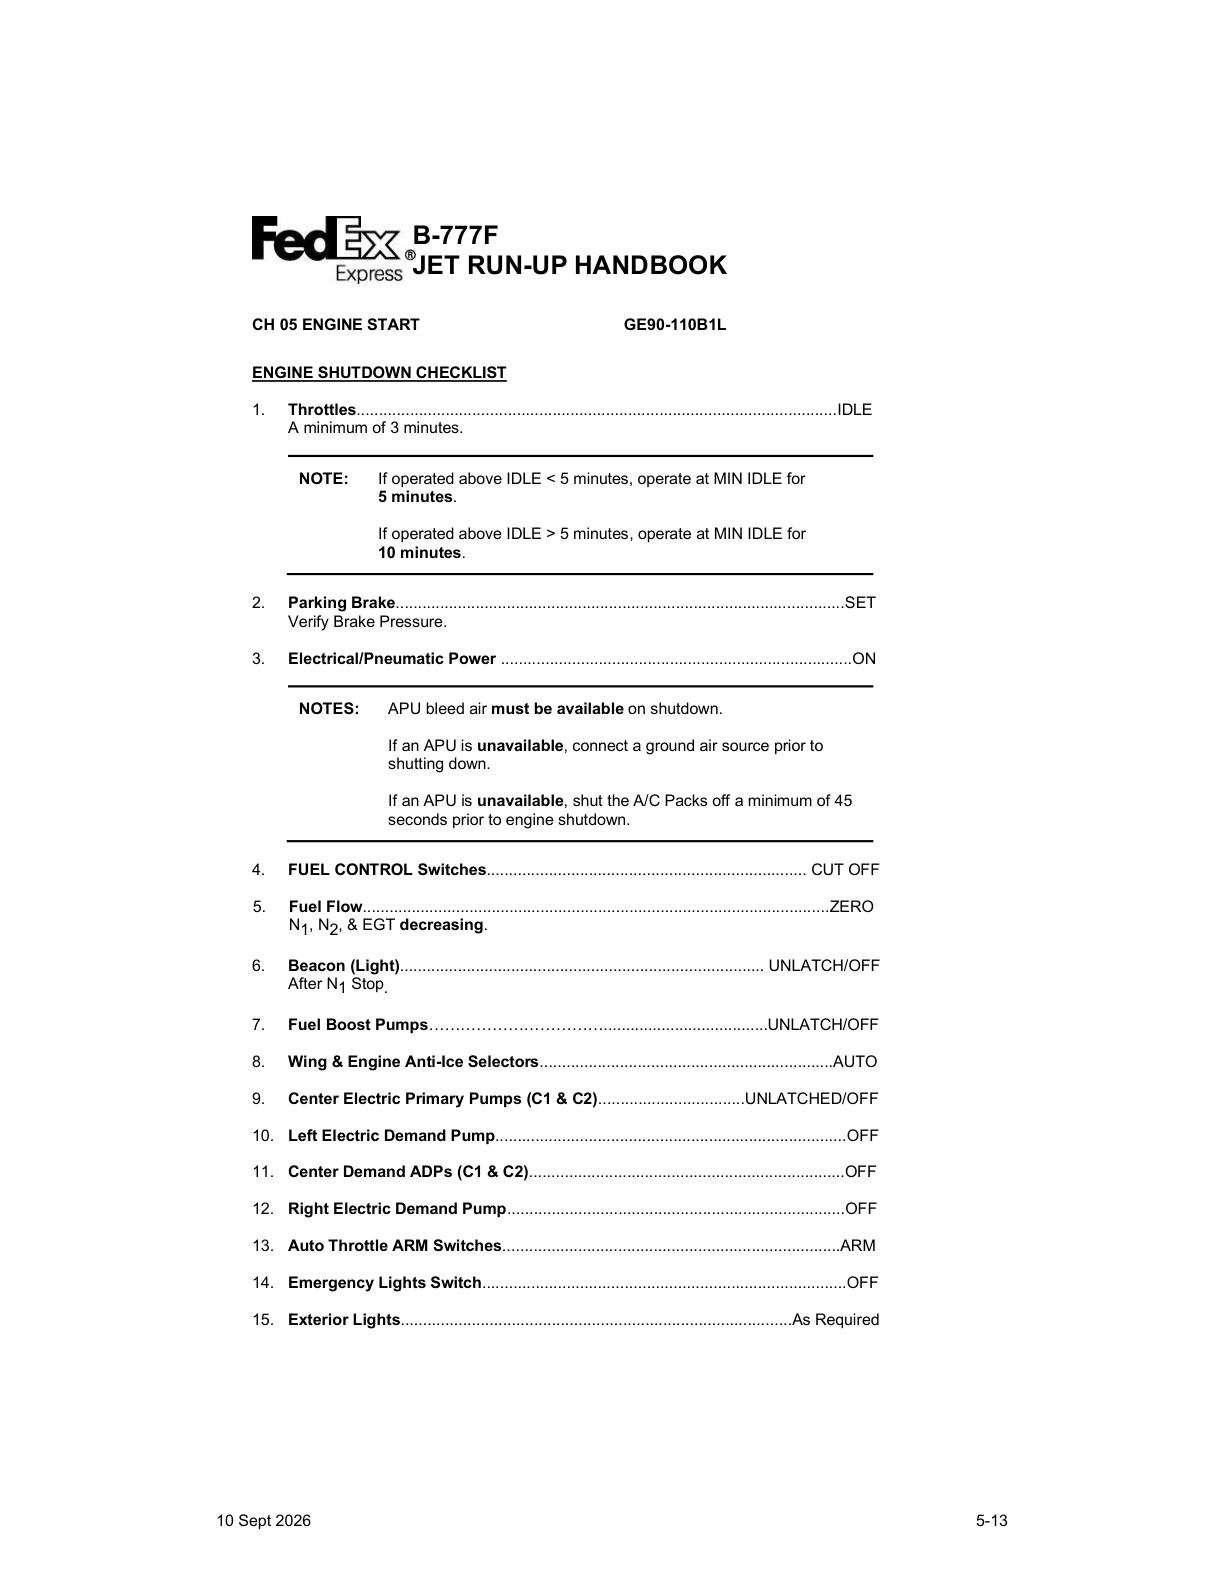 FedEx B-777F
Express ® JET RUN-UP HANDBOOK
CH 05 ENGINE START GE90-110B1L
ENGINE SHUTDOWN CHECKLIST
1. Throttles............................................................................................................IDLE
A minimum of 3 minutes.
NOTE: If operated above IDLE < 5 minutes, operate at MIN IDLE for
5 minutes.
If operated above IDLE > 5 minutes, operate at MIN IDLE for
10 minutes.
2. Parking Brake.....................................................................................................SET
Verify Brake Pressure.
3. Electrical/Pneumatic Power ...............................................................................ON
NOTES: APU bleed air must be available on shutdown.
If an APU is unavailable, connect a ground air source prior to
shutting down.
If an APU is unavailable, shut the A/C Packs off a minimum of 45
seconds prior to engine shutdown.
4. FUEL CONTROL Switches........................................................................ CUT OFF
5. Fuel Flow.........................................................................................................ZERO
N1, N2, & EGT decreasing.
6. Beacon (Light).................................................................................. UNLATCH/OFF
After N1 Stop.
7. Fuel Boost Pumps…………………………......................................UNLATCH/OFF
8. Wing & Engine Anti-Ice Selectors..................................................................AUTO
9. Center Electric Primary Pumps (C1 & C2).................................UNLATCHED/OFF
10. Left Electric Demand Pump...............................................................................OFF
11. Center Demand ADPs (C1 & C2).......................................................................OFF
12. Right Electric Demand Pump............................................................................OFF
13. Auto Throttle ARM Switches............................................................................ARM
14. Emergency Lights Switch..................................................................................OFF
15. Exterior Lights........................................................................................As Required
10 Sept 2026 5-13